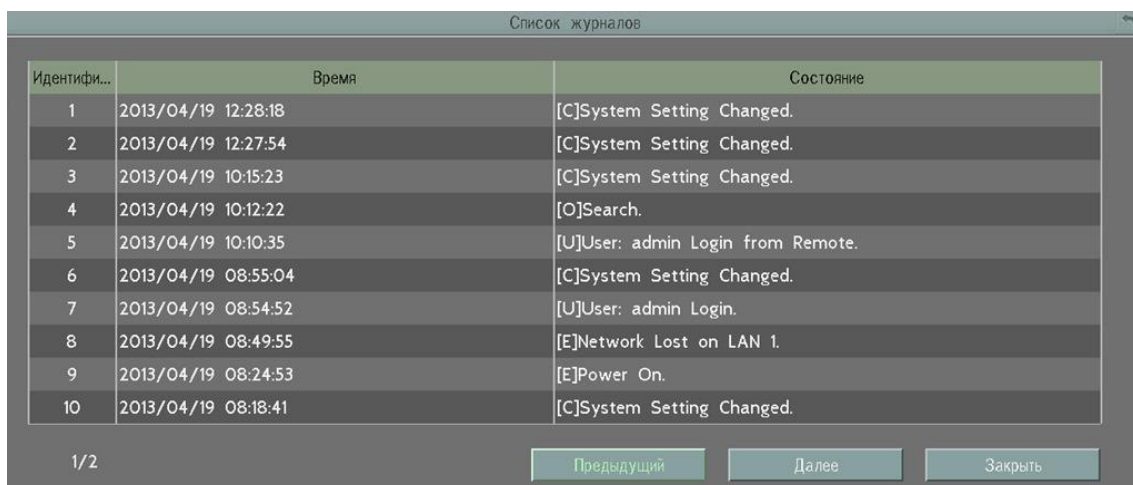 Список журналов
Идентифи... Время Состояние
1 2013/04/19 12:28:18 [C]System Setting Changed.
2 2013/04/19 12:27:54 [C]System Setting Changed.
3 2013/04/19 10:15:23 [C]System Setting Changed.
4 2013/04/19 10:12:22 [O]Search.
5 2013/04/19 10:10:35 [U]User: admin Login from Remote.
6 2013/04/19 08:55:04 [C]System Setting Changed.
7 2013/04/19 08:54:52 [U]User: admin Login.
8 2013/04/19 08:49:55 [E]Network Lost on LAN 1.
9 2013/04/19 08:24:53 [E]Power On.
10 2013/04/19 08:18:41 [C]System Setting Changed.
1/2 Предыдущий Далее Закрыть